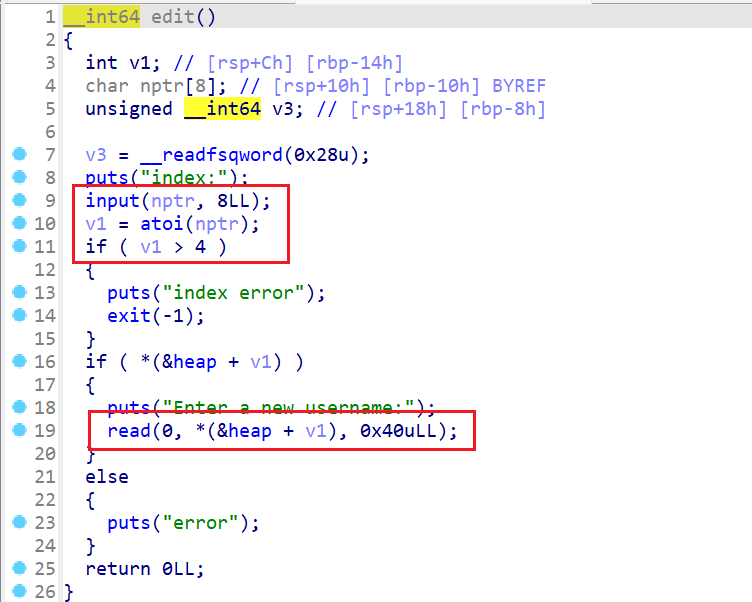 1 __int64 edit()
2 {
3 int v1; // [rsp+Ch] [rbp-14h]
4 char nptr[8]; // [rsp+10h] [rbp-10h] BYREF
5 unsigned __int64 v3; // [rsp+18h] [rbp-8h]
6
7 v3 = __readfsqword(0x28u);
8 puts("index:");
9 input(nptr, 8LL);
10 v1 = atoi(nptr);
11 if ( v1 > 4 )
12 {
13 puts("index error");
14 exit(-1);
15 }
16 if ( *(&heap + v1) )
17 {
18 puts("Enter a new username:");
19 read(0, *(&heap + v1), 0x40uLL);
20 }
21 else
22 {
23 puts("error");
24 }
25 return 0LL;
26 }